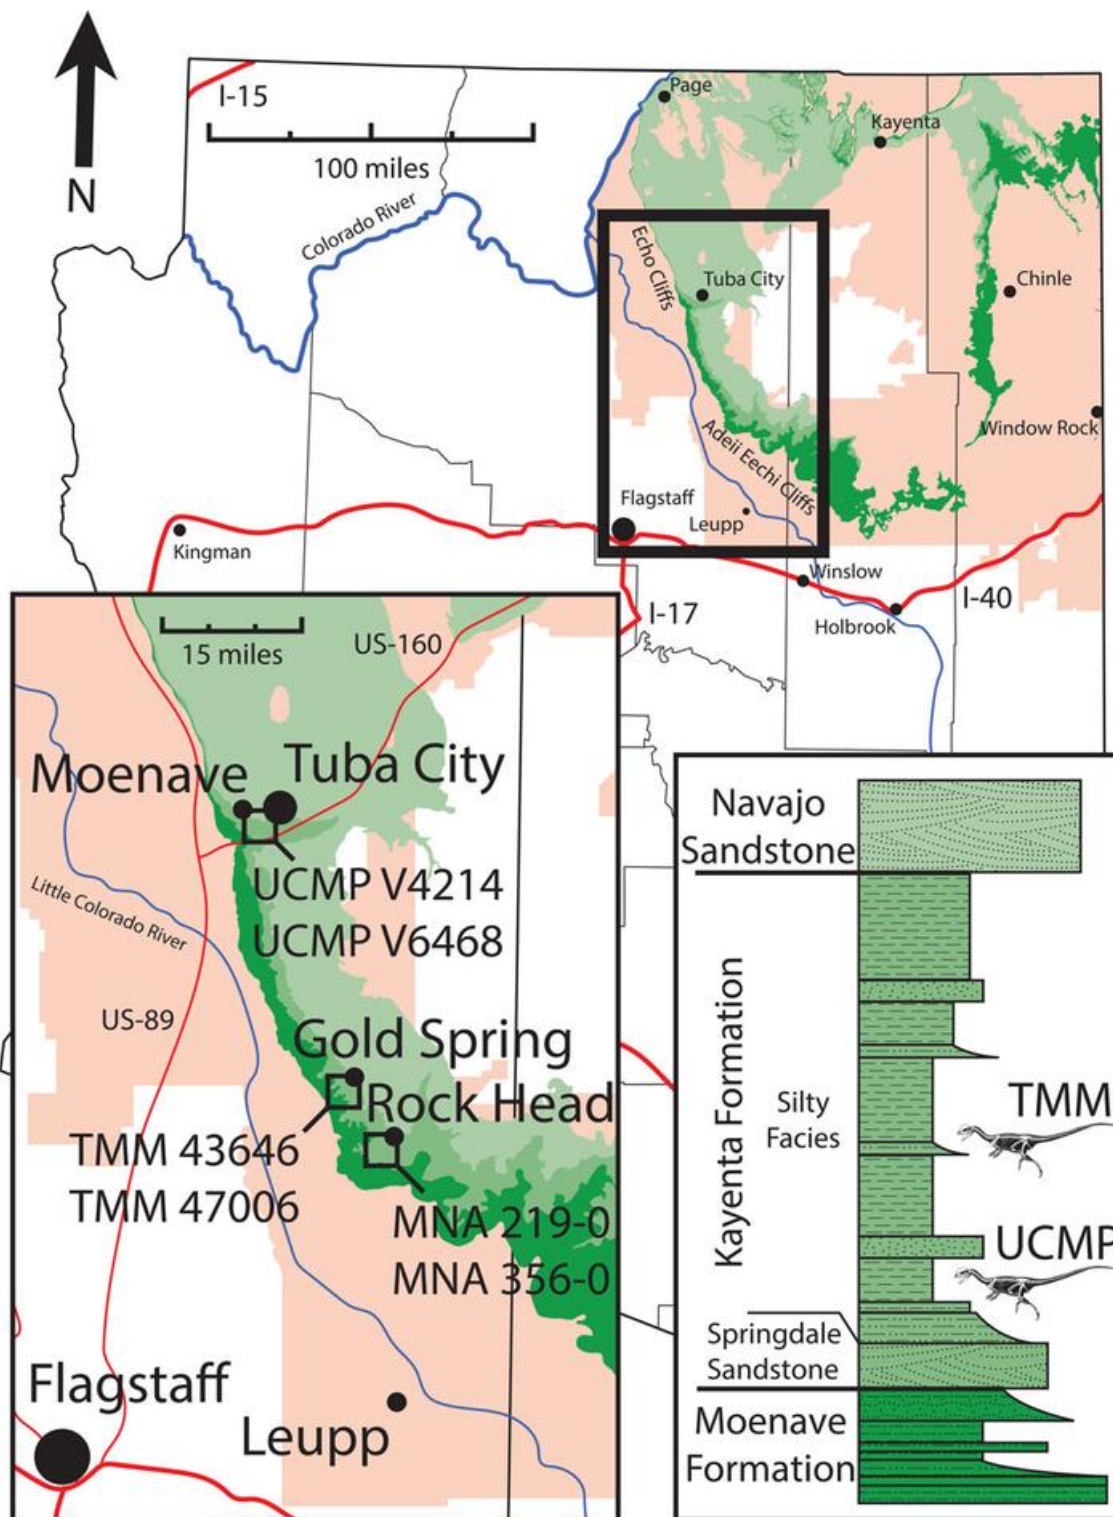 I-15
Page
Kayenta
100 miles
N
Colorado River
Echo Cliffs
Tuba City
Chinle
Window Rock
Adeii Eechi Cliffs
Flagstaff
Leupp
Kingman
Winslow
I-40
I-17
Holbrook
15 miles
US-160
Moenave
Tuba City
UCMP V4214
UCMP V6468
Little Colorado River
US-89
Gold Spring
Rock Head
TMM 43646
TMM 47006
MNA 219-0
MNA 356-0
Flagstaff
Leupp
Navajo
Sandstone
Kayenta Formation
Silty
Facies
TMM
UCMP
Springdale
Sandstone
Moenave
Formation